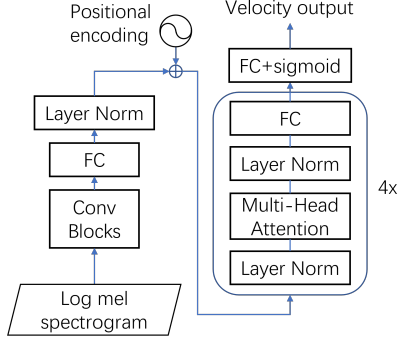 Positional
encoding
Layer Norm
FC
Conv
Blocks
Log mel
spectrogram
Velocity output
FC+sigmoid
FC
Layer Norm
Multi-Head
Attention
Layer Norm
4x